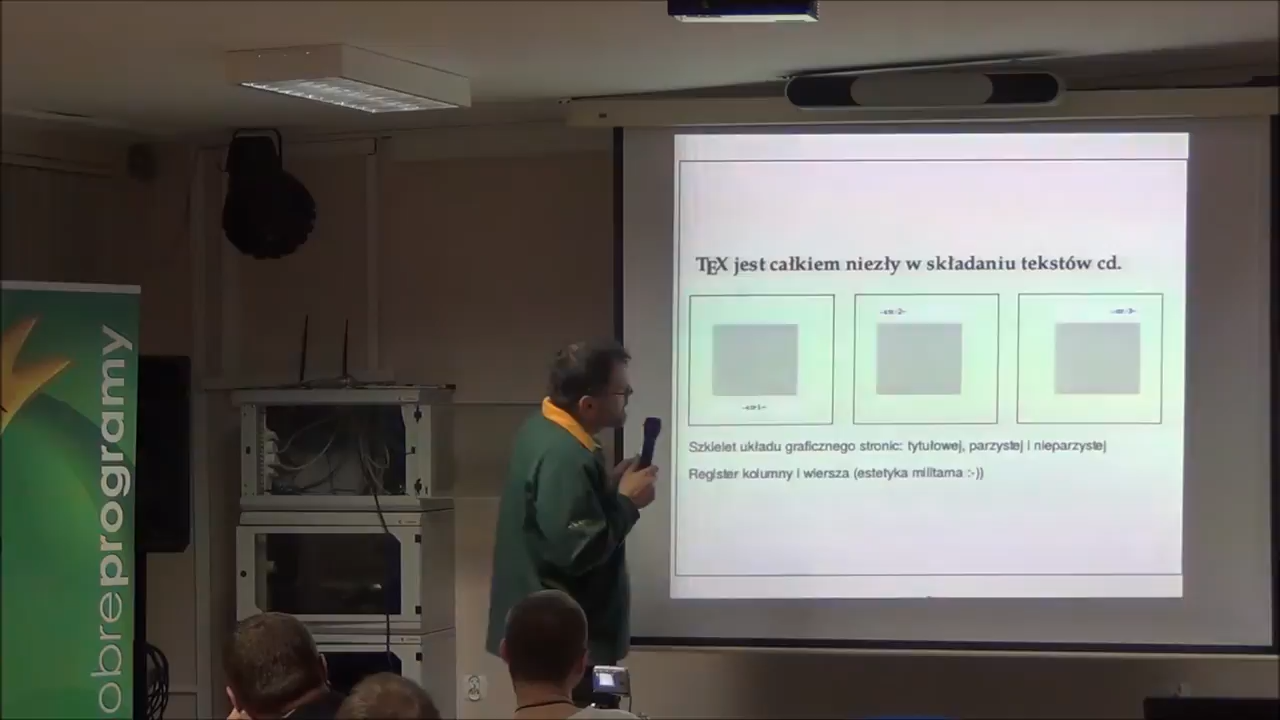 TEX jest całkiem niezły w składaniu tekstów cd.
Szkielet układu graficznego stronic: tytułowej, parzystej i nieparzystej
Register kolumny i wiersza (estetyka militarna :-))
obreprogramy